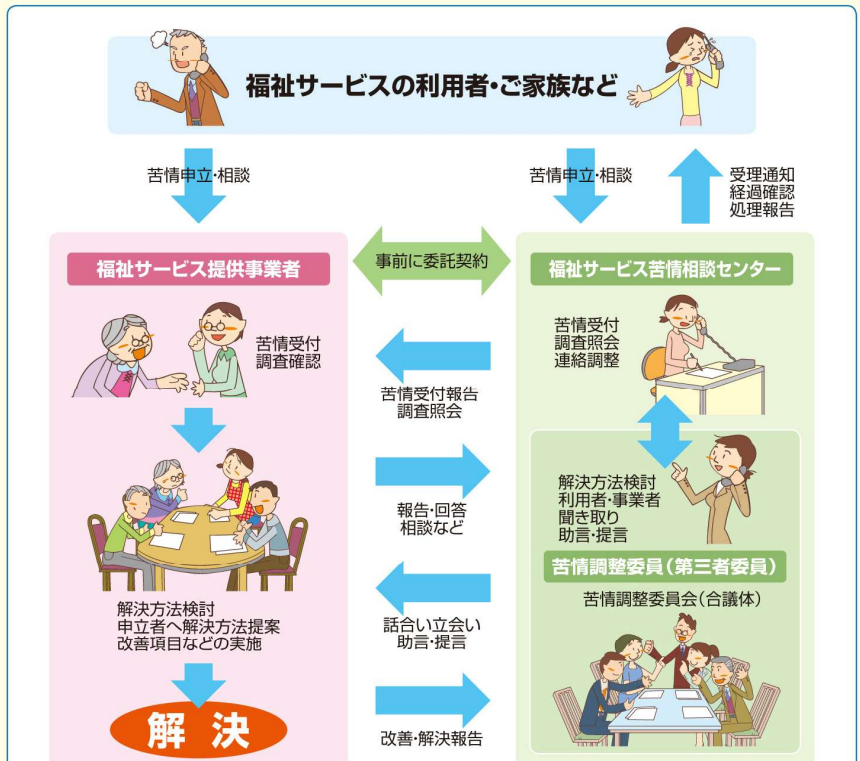 福祉サービスの利用者・ご家族など
苦情申立・相談
苦情申立・相談
受理通知
経過確認
処理報告
福祉サービス提供事業者
事前に委託契約
福祉サービス苦情相談センター
苦情受付
調査確認
苦情受付
調査照会
連絡調整
苦情受付報告
調査照会
報告・回答
相談など
解決方法検討
利用者・事業者
聞き取り
助言・提言
苦情調整委員（第三者委員）
苦情調整委員会（合議体）
解決方法検討
申立者へ解決方法提案
改善項目などの実施
話合い立会い
助言・提言
解決
改善・解決報告